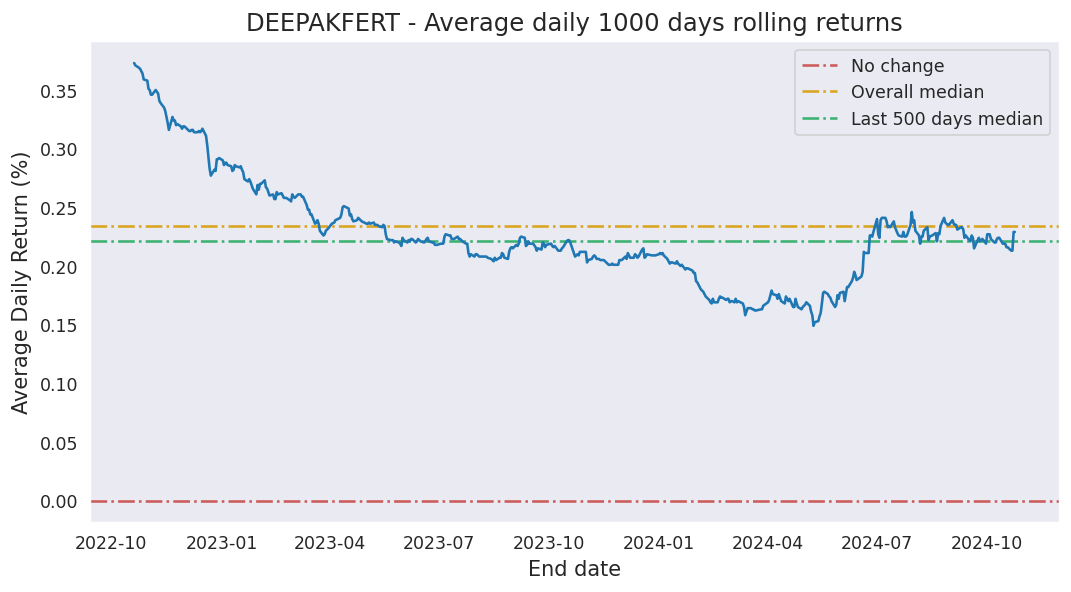 DEEPAKFERT - Average daily 1000 days rolling returns
No change
Overall median
Last 500 days median
Average Daily Return (%)
0.35
0.30
0.25
0.20
0.15
0.10
0.05
0.00
2022-10 2023-01 2023-04 2023-07 2023-10 2024-01 2024-04 2024-07 2024-10
End date